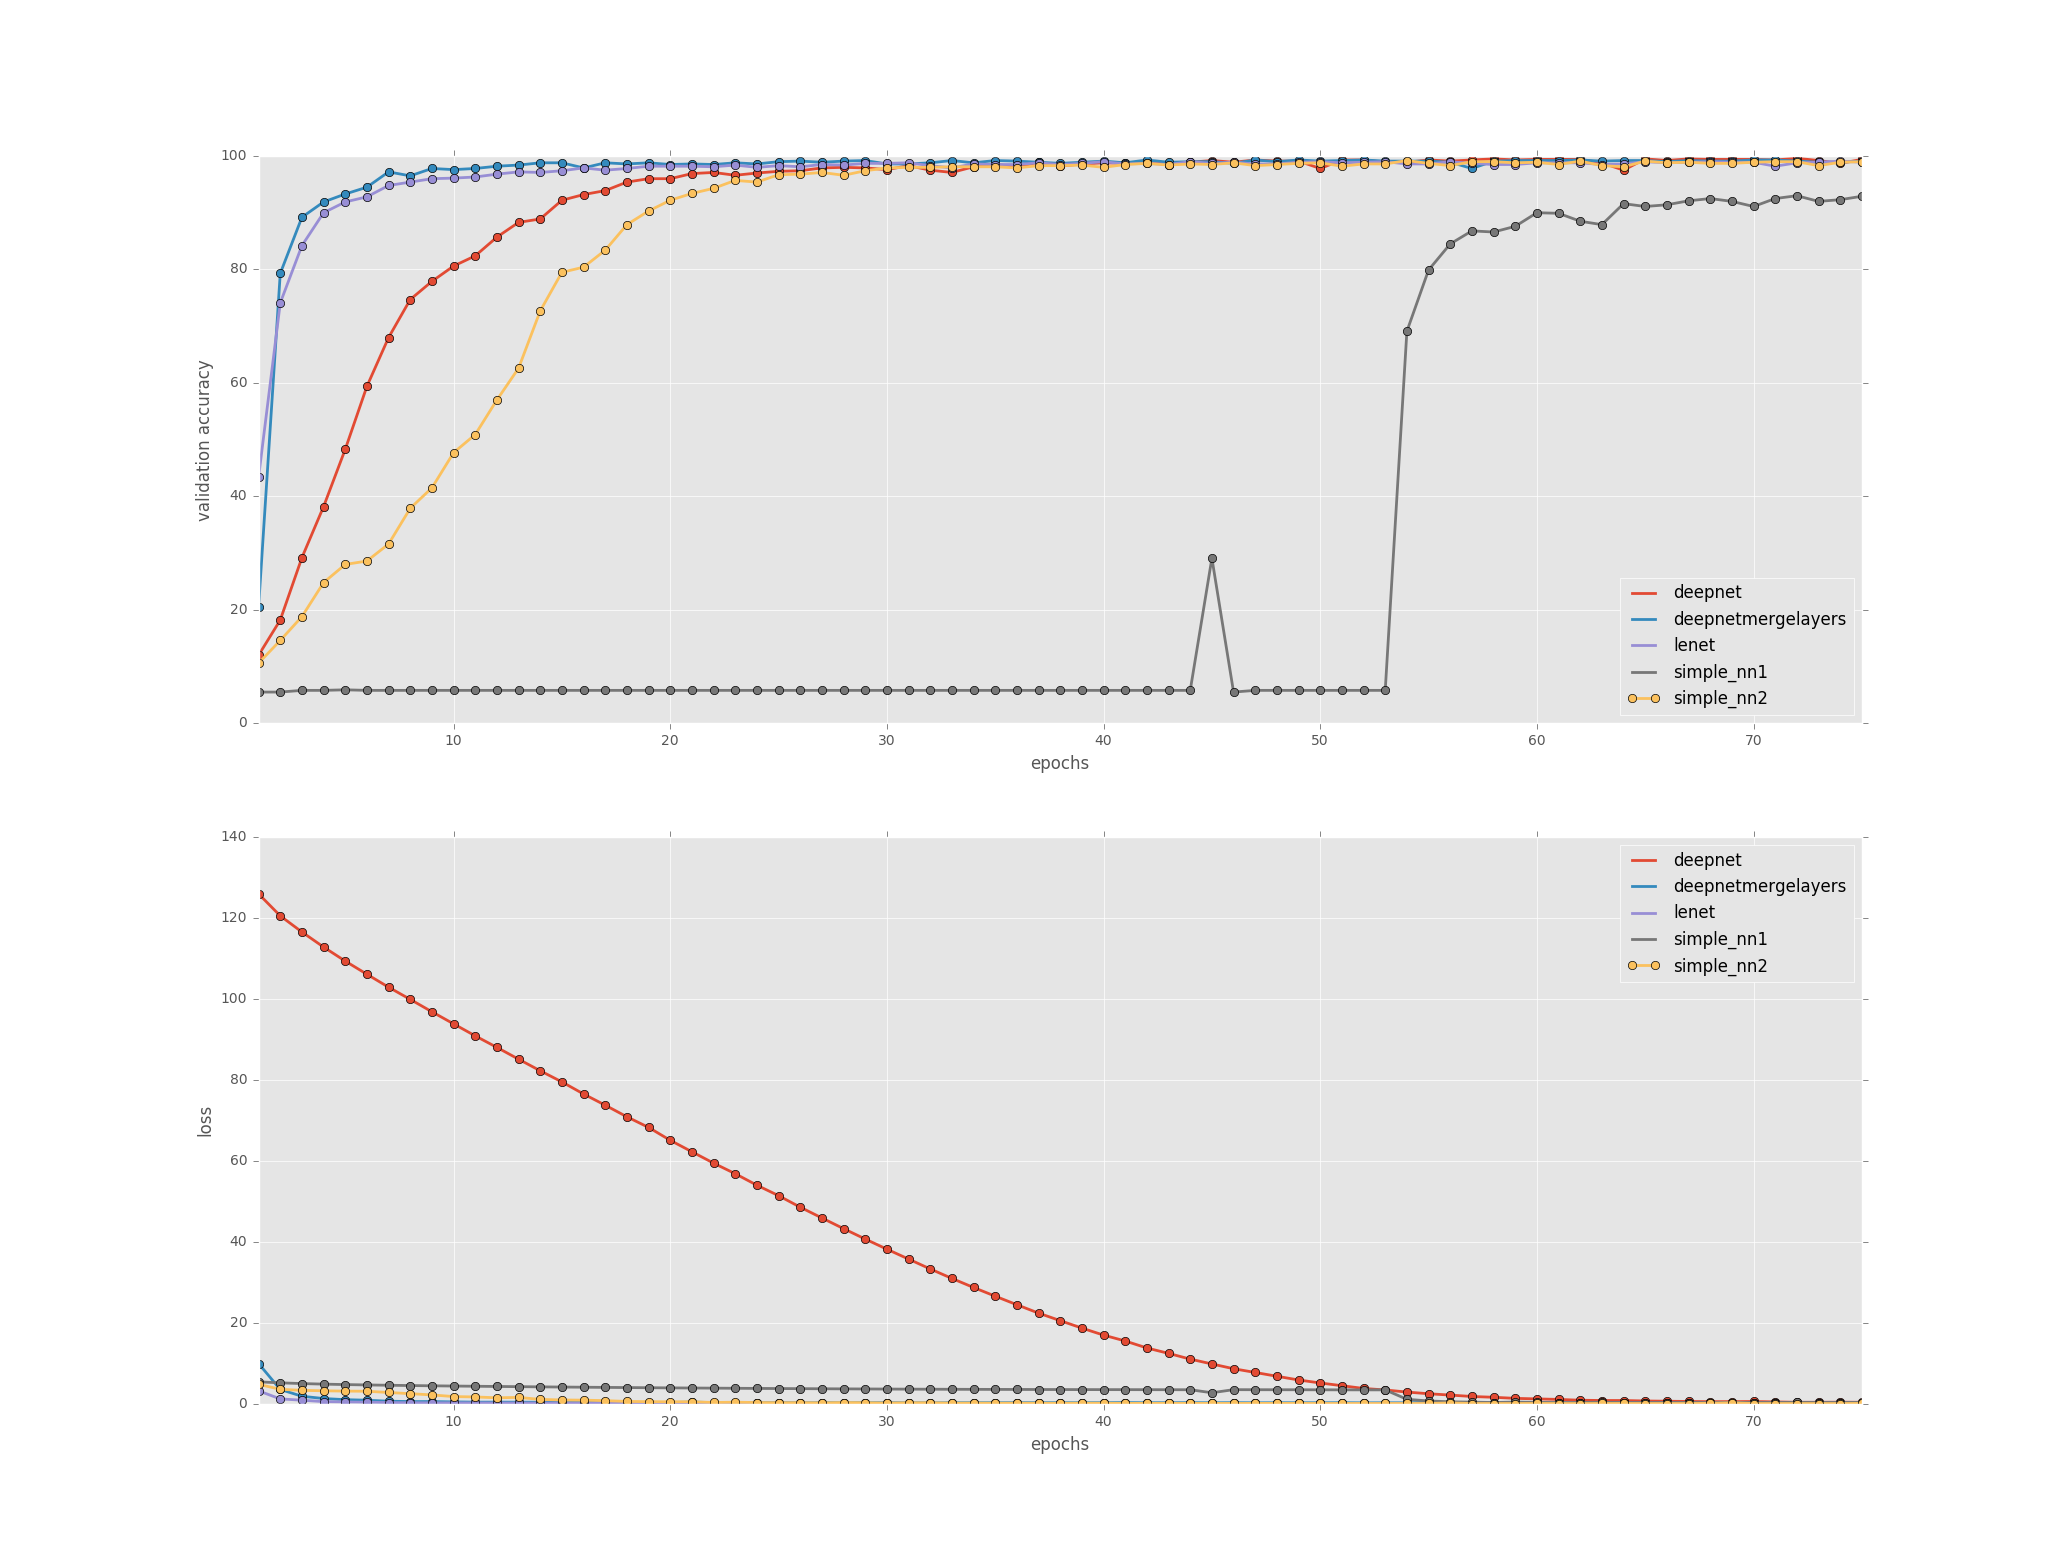 100
80
60
40
20
0
validation accuracy
10 20 30 40 50 60 70
epochs
deepnet
deepnetmergelayers
lenet
simple_nn1
simple_nn2
140
120
100
80
60
40
20
0
loss
10 20 30 40 50 60 70
epochs
deepnet
deepnetmergelayers
lenet
simple_nn1
simple_nn2